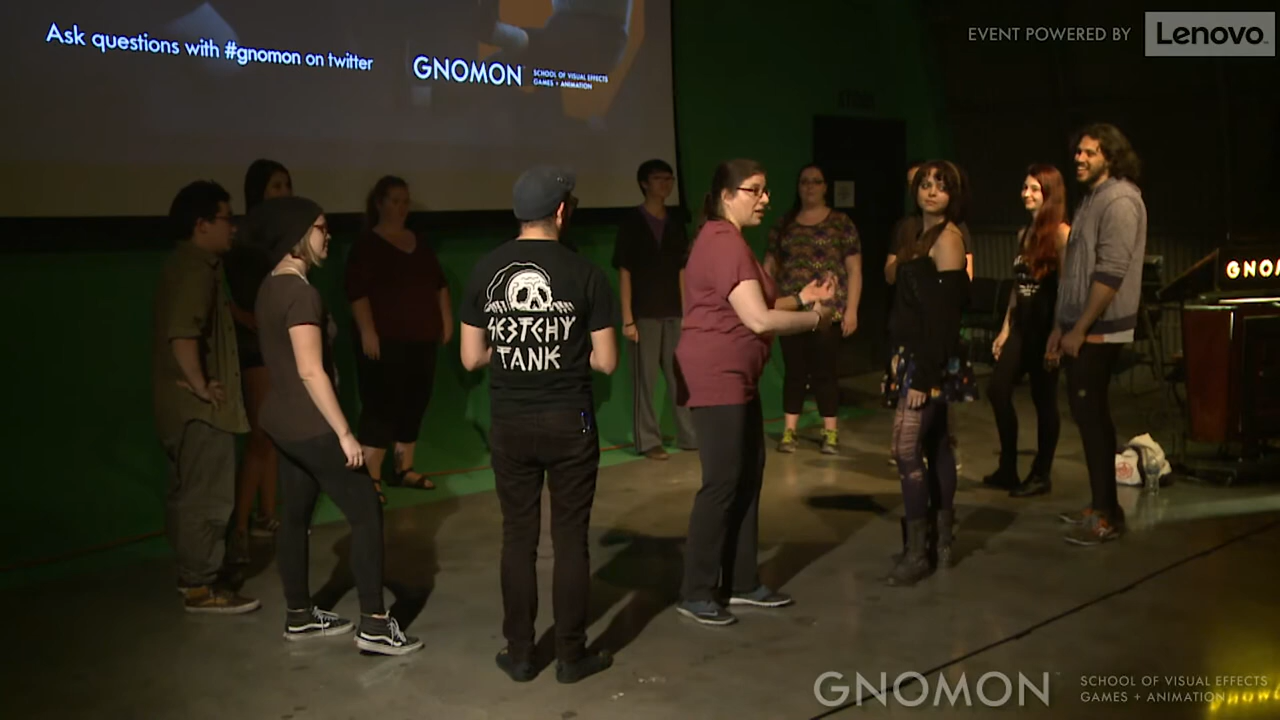 Ask questions with #gnomon on twitter
GNOMON
SCHOOL OF VISUAL EFFECTS
GAMES + ANIMATION
EVENT POWERED BY
Lenovo
SKETCHY
TANK
GNOMON
SCHOOL OF VISUAL EFFECTS
GAMES + ANIMATION